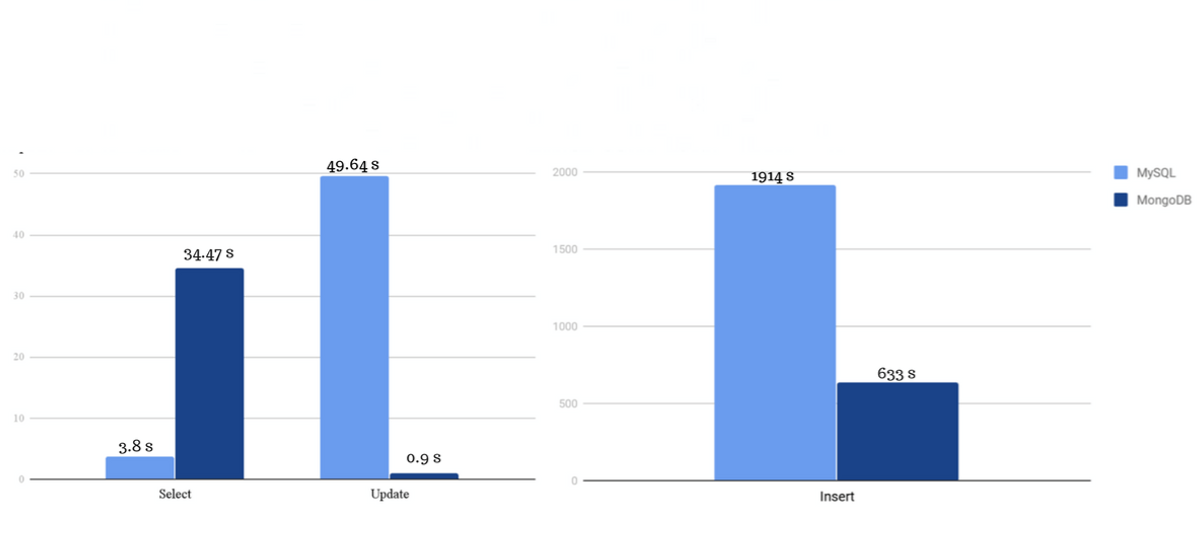 50
40
30
20
10
0
3.8 s
34.47 s
49.64 s
0.9 s
Select
Update
2000
1500
1000
500
0
1914 s
633 s
Insert
MySQL
MongoDB